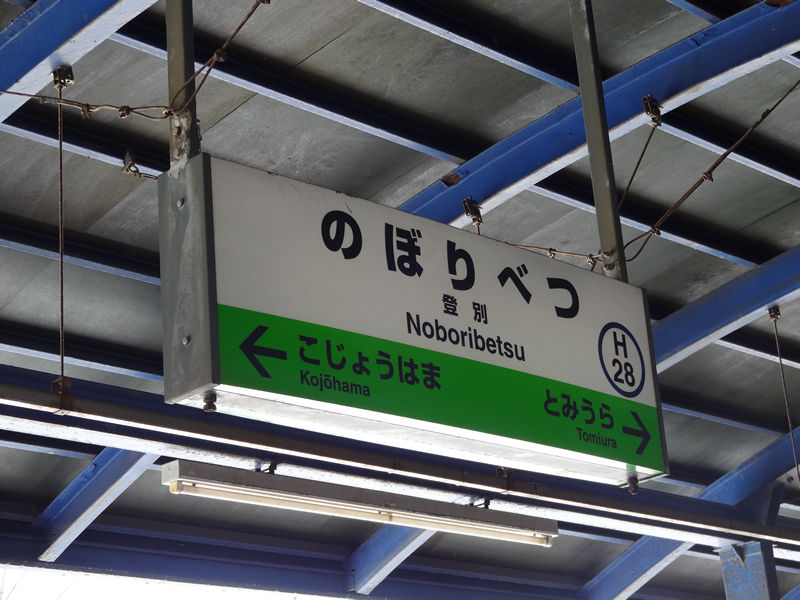 のぼりべつ
登別
Noboribetsu
H
28
← こじょうはま
Kojōhama
とみうら →
Tomiura